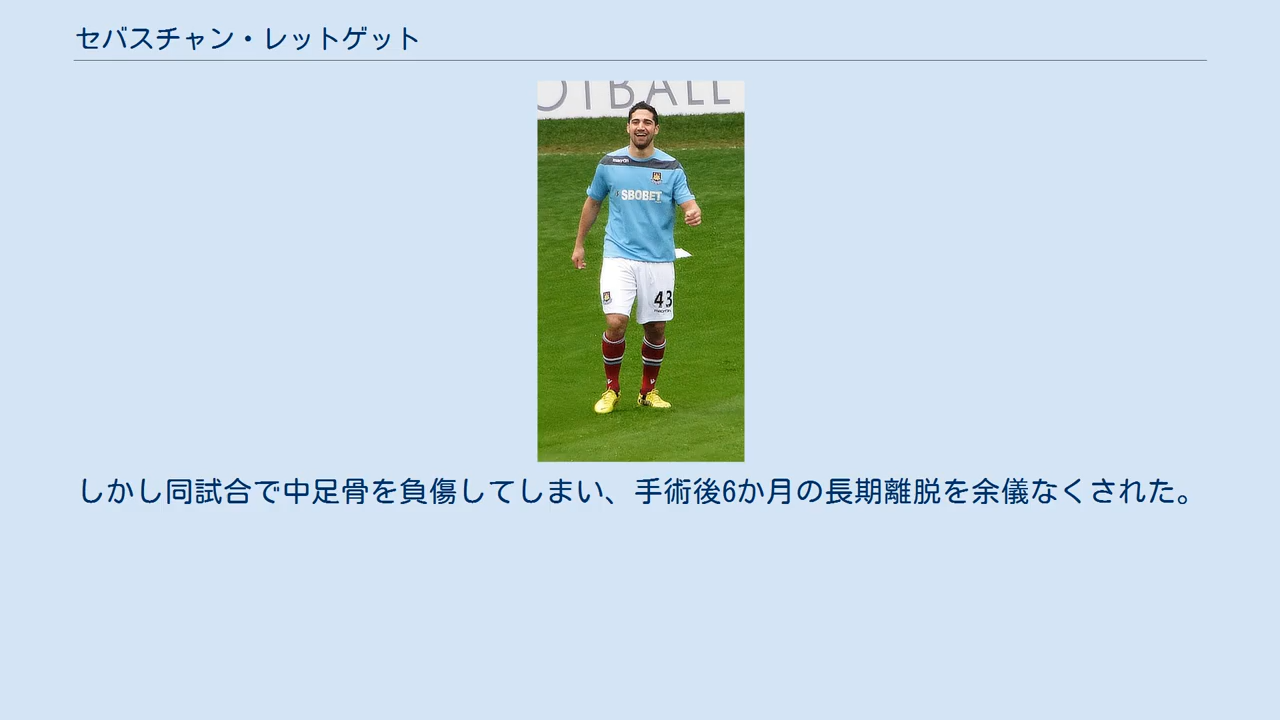 セバスチャン・レットゲット
OTBALL
macron
SBOBET
43
macron
しかし同試合で中足骨を負傷してしまい、手術後6か月の長期離脱を余儀なくされた。